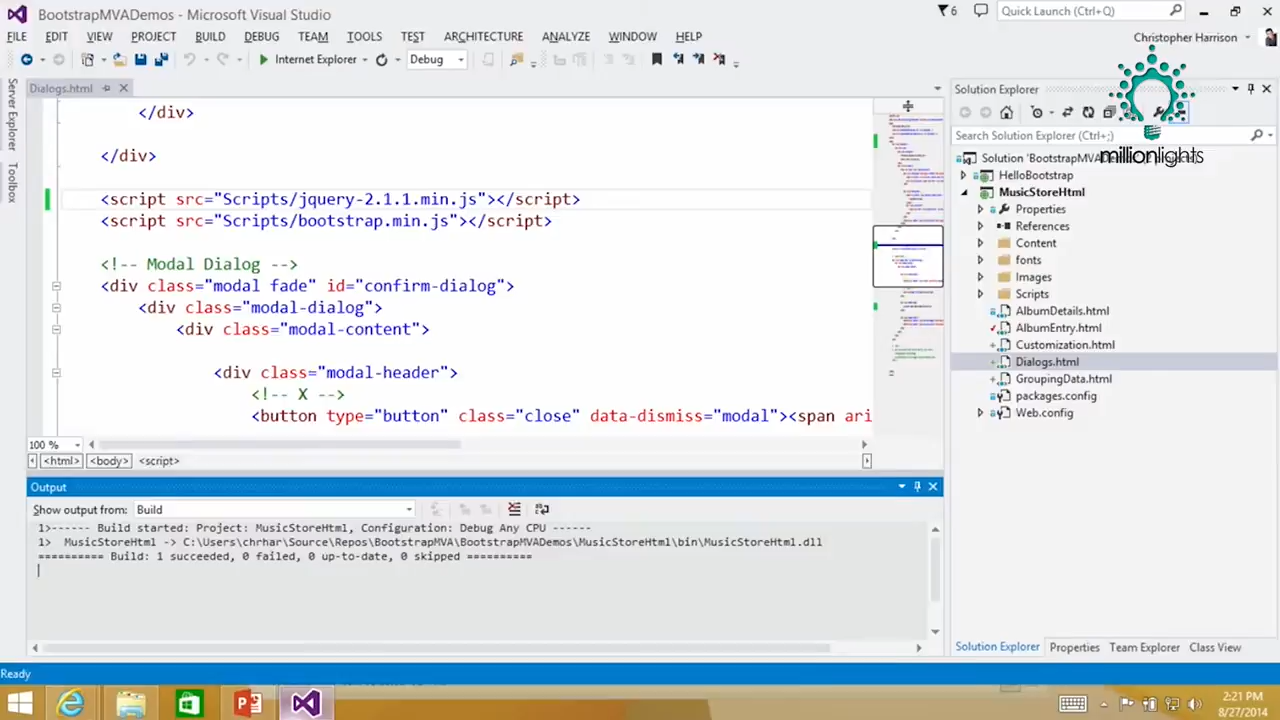 BootstrapMVADemos - Microsoft Visual Studio
6
Quick Launch (Ctrl+Q)
FILE EDIT VIEW PROJECT BUILD DEBUG TEAM TOOLS TEST ARCHITECTURE ANALYZE WINDOW HELP
Christopher Harrison
Internet Explorer
Debug
Server Explorer
Toolbox
Dialogs.html
</div>
</div>
<script src="Scripts/jquery-2.1.1.min.js"></script>
<script src="Scripts/bootstrap.min.js"></script>
<!-- Modal Dialog -->
<div class="modal fade" id="confirm-dialog">
<div class="modal-dialog">
<div class="modal-content">
<div class="modal-header">
<!-- X -->
<button type="button" class="close" data-dismiss="modal"><span ari
100 %
<html> <body> <script>
Output
Show output from: Build
1>------ Build started: Project: MusicStoreHtml, Configuration: Debug Any CPU ------
1> MusicStoreHtml -> C:\Users\chrhar\Source\Repos\BootstrapMVA\BootstrapMVADemos\MusicStoreHtml\bin\MusicStoreHtml.dll
========== Build: 1 succeeded, 0 failed, 0 up-to-date, 0 skipped ==========
Solution Explorer
Search Solution Explorer (Ctrl+;)
millionlights
Solution 'BootstrapMVADem
HelloBootstrap
MusicStoreHtml
Properties
References
Content
fonts
Images
Scripts
AlbumDetails.html
AlbumEntry.html
Customization.html
Dialogs.html
GroupingData.html
packages.config
Web.config
Solution Explorer Properties Team Explorer Class View
Ready
2:21 PM
8/27/2014